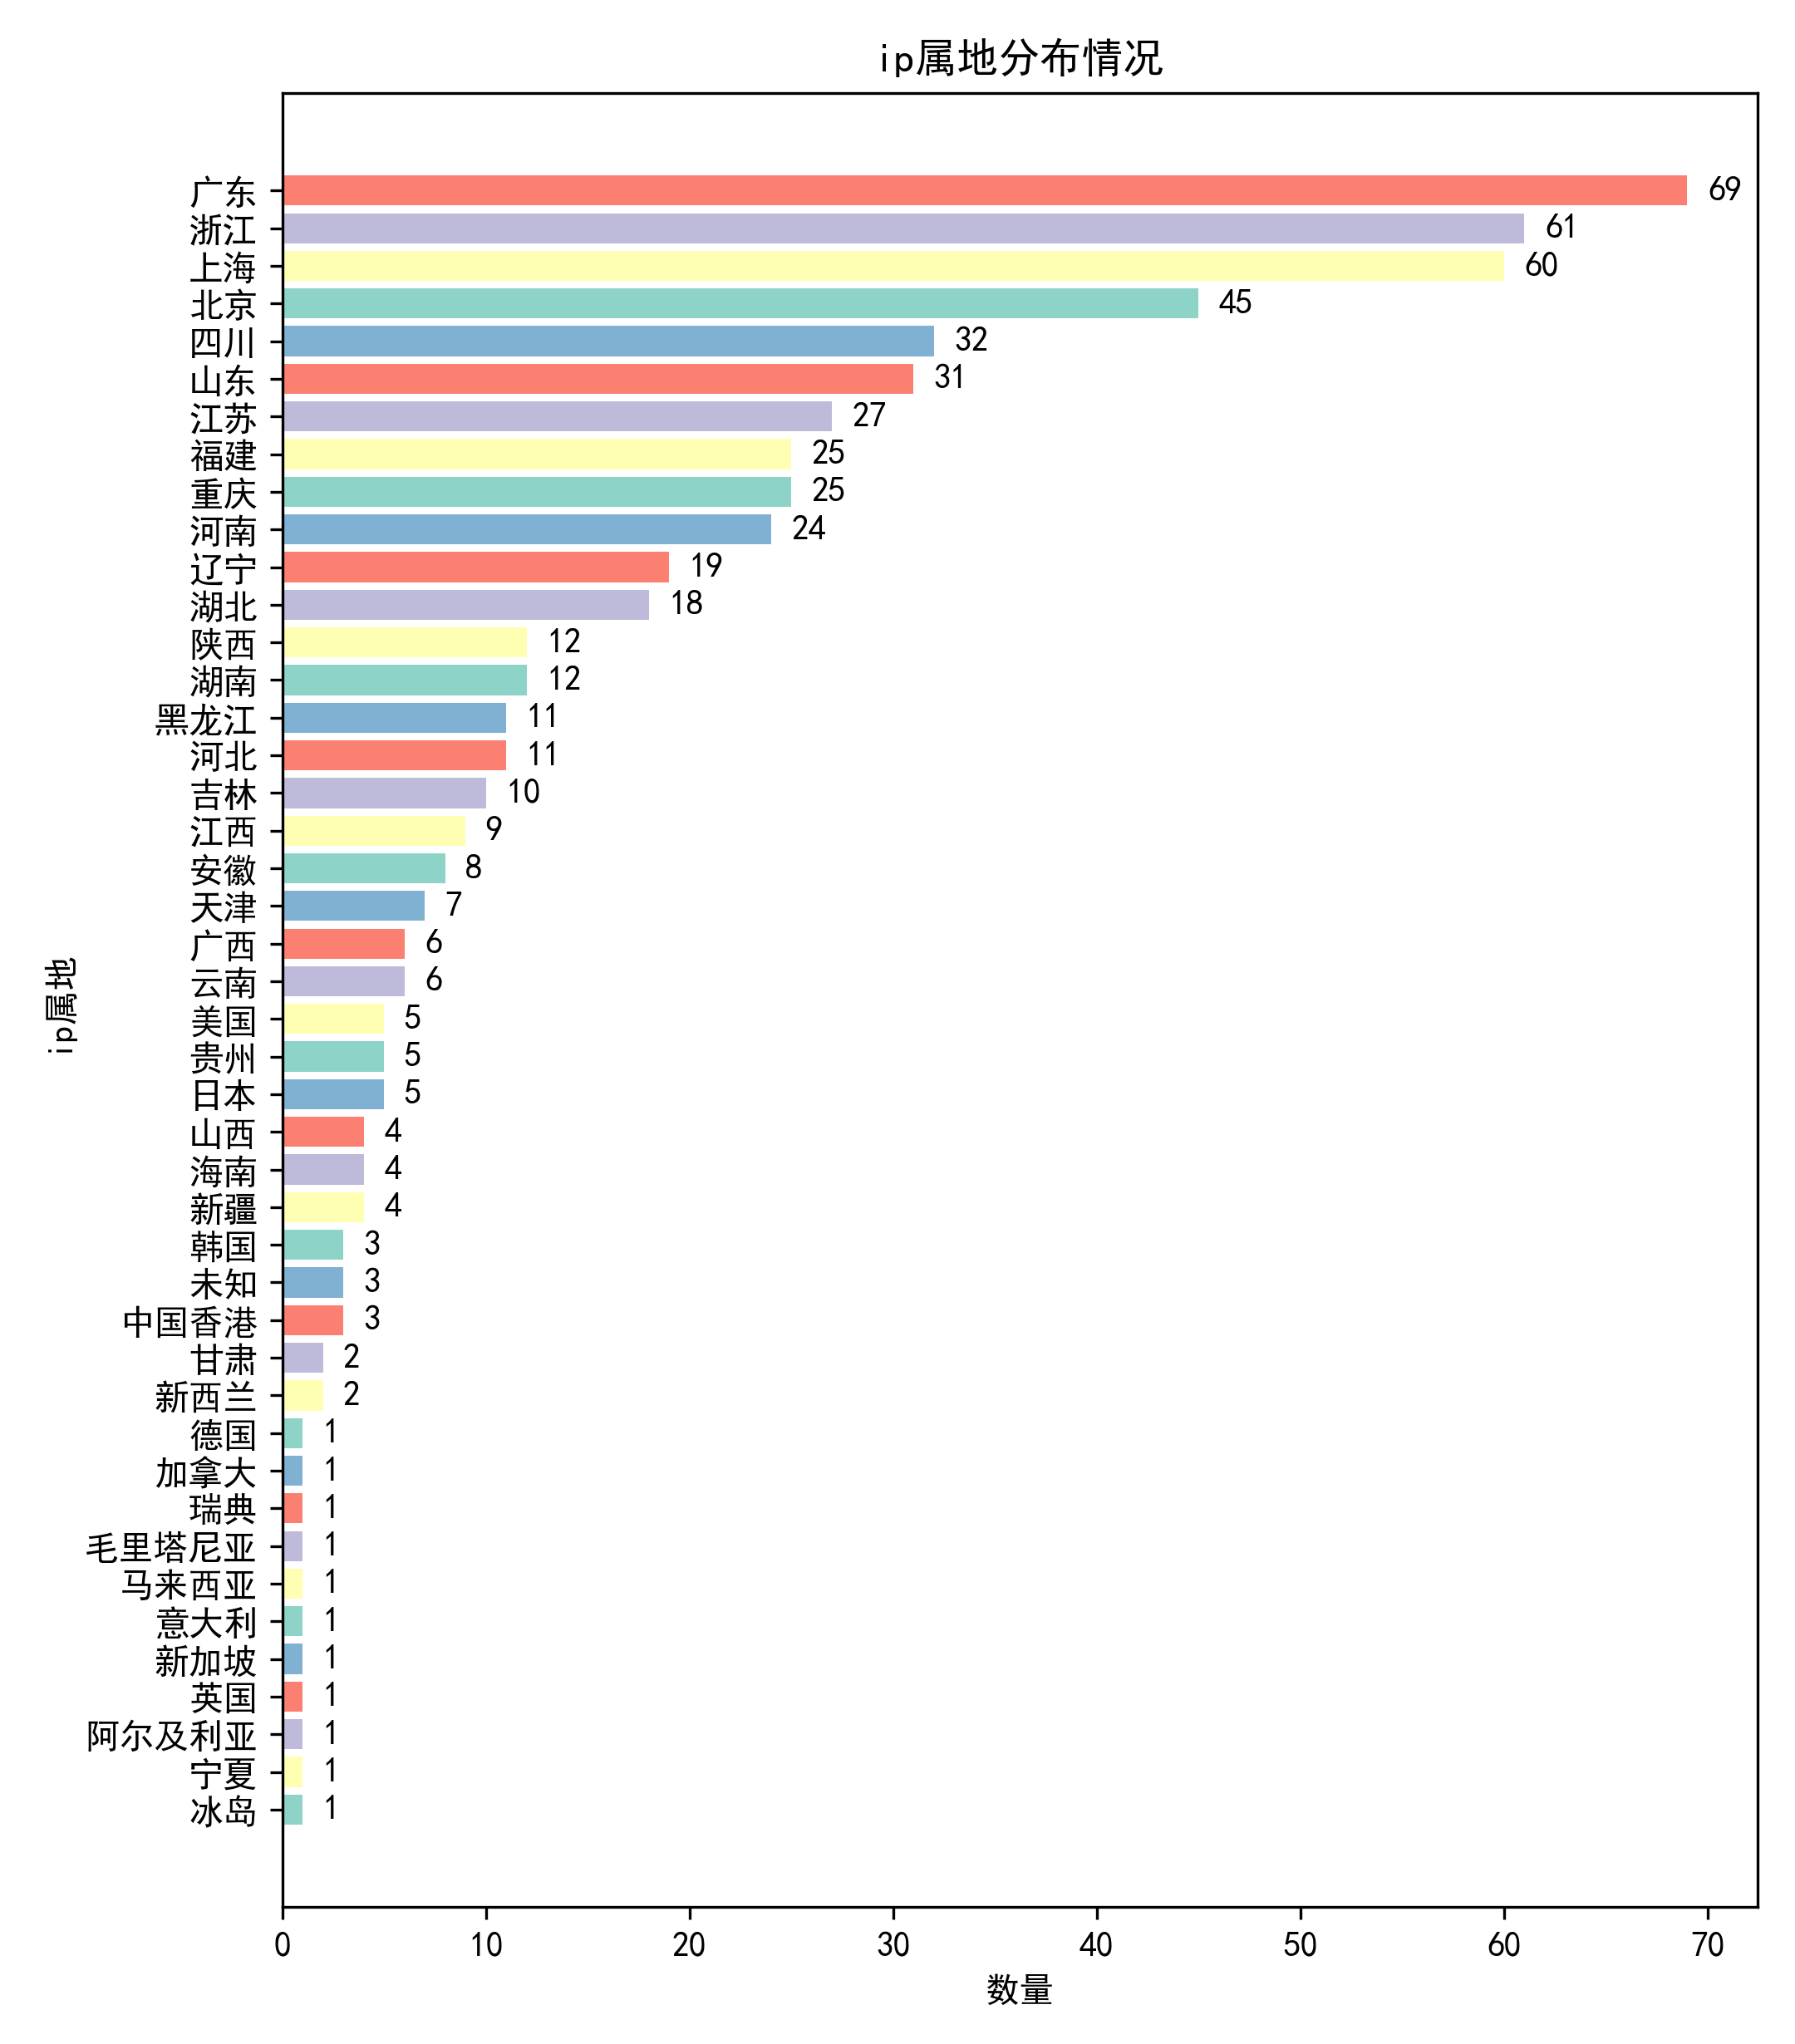 ip属地分布情况
ip属地
广东 69
浙江 61
上海 60
北京 45
四川 32
山东 31
江苏 27
福建 25
重庆 25
河南 24
辽宁 19
湖北 18
陕西 12
湖南 12
黑龙江 11
河北 11
吉林 10
江西 9
安徽 8
天津 7
广西 6
云南 6
美国 5
贵州 5
日本 5
山西 4
海南 4
新疆 4
韩国 3
未知 3
中国香港 3
甘肃 2
新西兰 2
德国 1
加拿大 1
瑞典 1
毛里塔尼亚 1
马来西亚 1
意大利 1
新加坡 1
英国 1
阿尔及利亚 1
宁夏 1
冰岛 1
0 10 20 30 40 50 60 70
数量